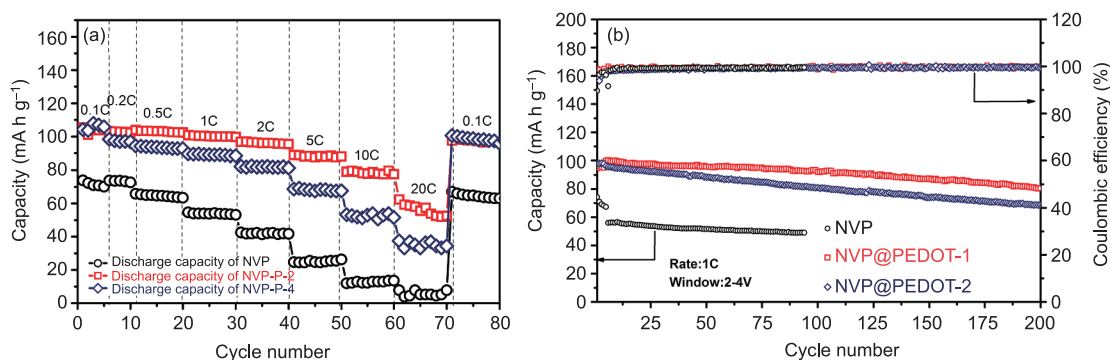 (a)
160
140
120
100
80
60
40
20
0
Capacity (mA h g⁻¹)
0.1C
0.2C
0.5C
1C
2C
5C
10C
20C
0.1C
Discharge capacity of NVP
Discharge capacity of NVP-P-2
Discharge capacity of NVP-P-4
0 10 20 30 40 50 60 70 80
Cycle number
(b)
200
180
160
140
120
100
80
60
40
20
0
Capacity (mA h g⁻¹)
120
100
80
60
40
20
0
Coulombic efficiency (%)
NVP
NVP@PEDOT-1
NVP@PEDOT-2
Rate:1C
Window:2-4V
25 50 75 100 125 150 175 200
Cycle number